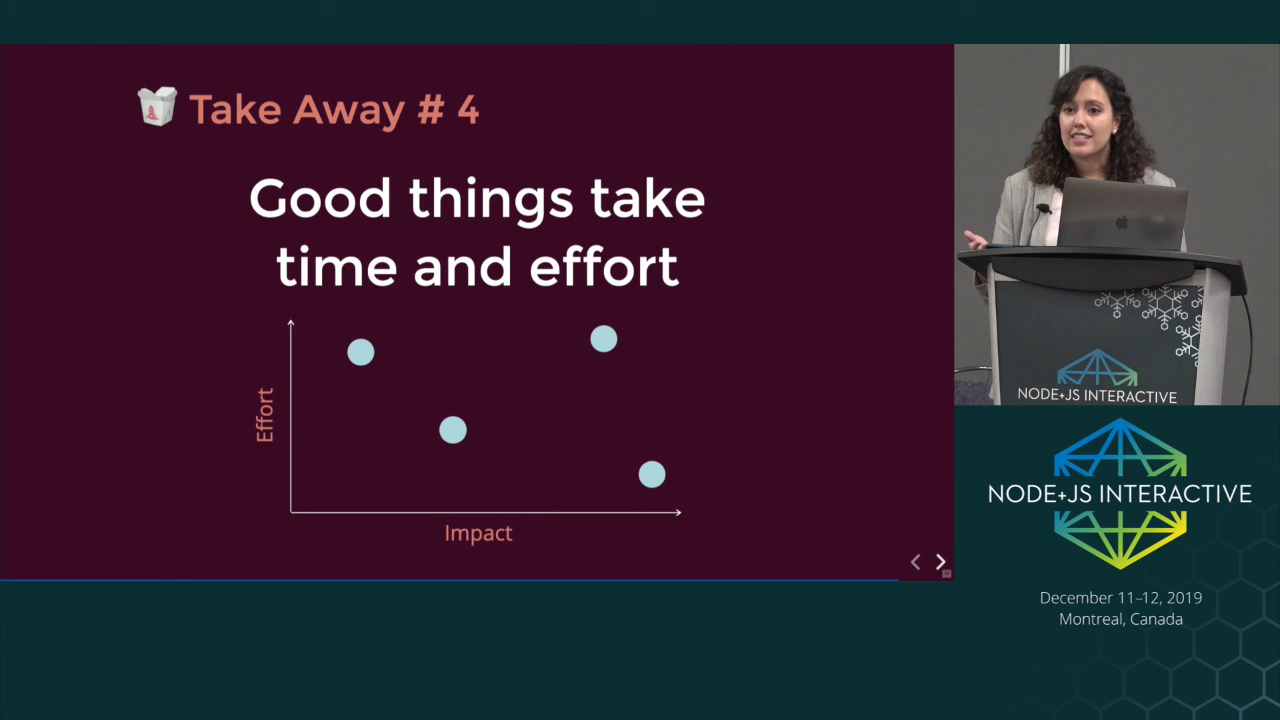 Take Away # 4
Good things take
time and effort
Effort
Impact
NODE+JS INTERACTIVE
NODE+JS INTERACTIVE
December 11–12, 2019
Montreal, Canada